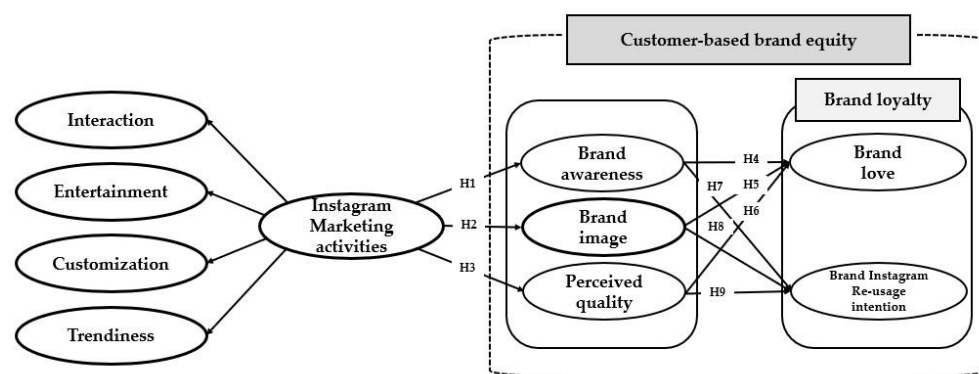 Customer-based brand equity
Brand loyalty
Interaction
Entertainment
Customization
Trendiness
Instagram
Marketing
activities
H1
H2
H3
Brand
awareness
Brand
image
Perceived
quality
H4
H5
H6
H7
H8
H9
Brand
love
Brand Instagram
Re-usage
intention